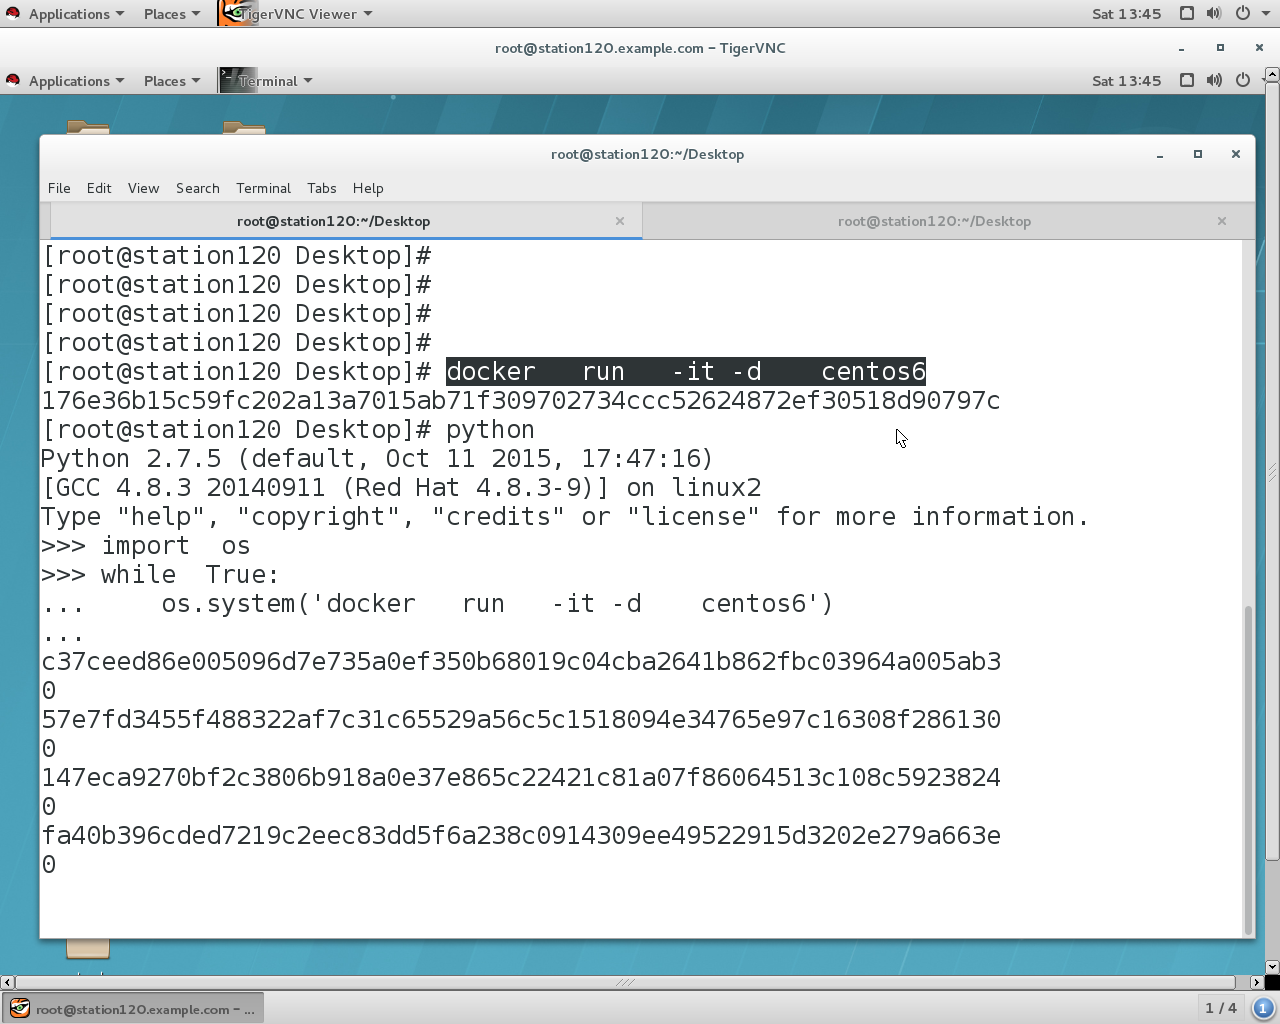 Applications Places TigerVNC Viewer Sat 13:45
root@station120.example.com - TigerVNC
Applications Places Terminal Sat 13:45
root@station120:~/Desktop
File Edit View Search Terminal Tabs Help
root@station120:~/Desktop root@station120:~/Desktop
[root@station120 Desktop]#
[root@station120 Desktop]#
[root@station120 Desktop]#
[root@station120 Desktop]#
[root@station120 Desktop]# docker   run   -it -d    centos6
176e36b15c59fc202a13a7015ab71f309702734ccc52624872ef30518d90797c
[root@station120 Desktop]# python
Python 2.7.5 (default, Oct 11 2015, 17:47:16)
[GCC 4.8.3 20140911 (Red Hat 4.8.3-9)] on linux2
Type "help", "copyright", "credits" or "license" for more information.
>>> import  os
>>> while  True:
...     os.system('docker   run   -it -d    centos6')
...
c37ceed86e005096d7e735a0ef350b68019c04cba2641b862fbc03964a005ab3
0
57e7fd3455f488322af7c31c65529a56c5c1518094e34765e97c16308f286130
0
147eca9270bf2c3806b918a0e37e865c22421c81a07f86064513c108c5923824
0
fa40b396cded7219c2eec83dd5f6a238c0914309ee49522915d3202e279a663e
0
root@station120.example.com - ... 1 / 4 1